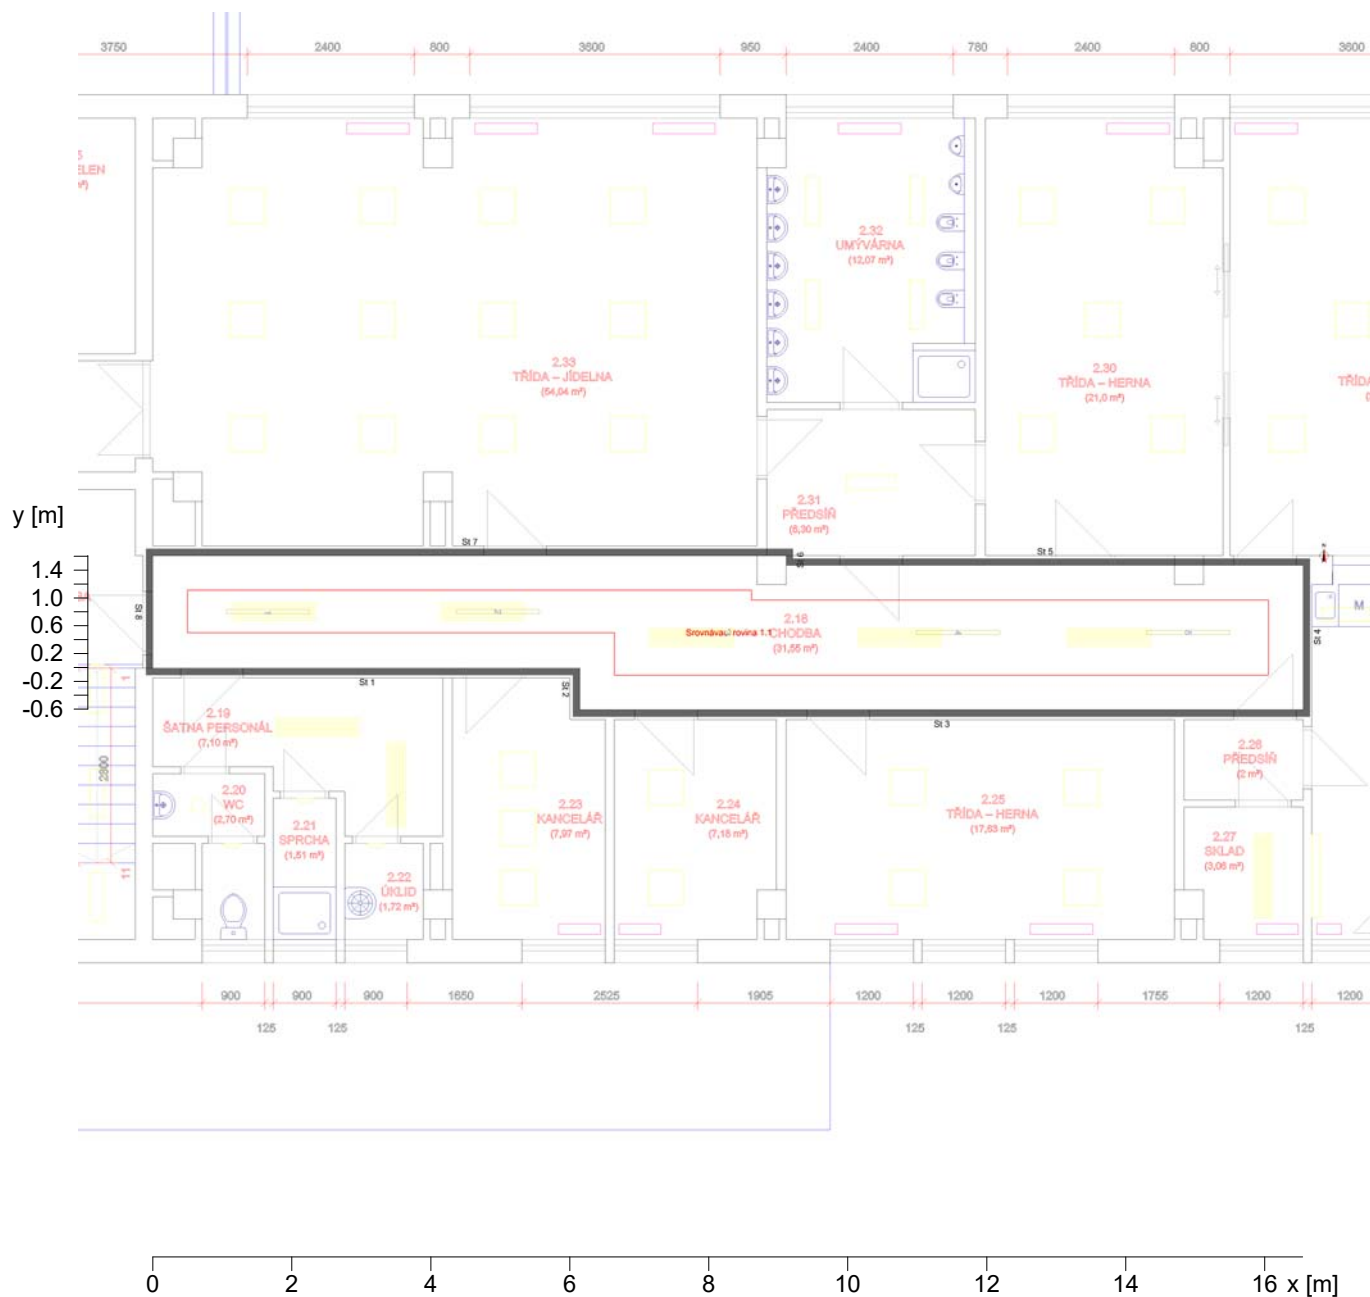 3750 2400 800 3600 950 2400 780 2400 800 3600
2.32
UMÝVÁRNA
(12,07 m²)
2.33
TŘÍDA – JÍDELNA
(54,04 m²)
2.30
TŘÍDA – HERNA
(21,0 m²)
2.31
PŘEDSÍŇ
(5,30 m²)
y [m]
St 7
St 6
St 5
1.4
1.0
0.6
0.2
-0.2
-0.6
St 8
1
2
4
5
2.18
Srovnávací rovina 1.1
CHODBA
(31,55 m²)
St 4
M
St 1
St 2
St 3
1
2800
11
2.19
ŠATNA PERSONÁL
(7,10 m²)
2.20
WC
(2,70 m²)
2.21
SPRCHA
(1,51 m²)
2.22
ÚKLID
(1,72 m²)
2.23
KANCELÁŘ
(7,97 m²)
2.24
KANCELÁŘ
(7,18 m²)
2.25
TŘÍDA – HERNA
(17,63 m²)
2.26
PŘEDSÍŇ
(2 m²)
2.27
SKLAD
(3,06 m²)
900 900 900 1650 2525 1905 1200 1200 1200 1755 1200 1200
125 125 125 125 125
0 2 4 6 8 10 12 14 16 x [m]